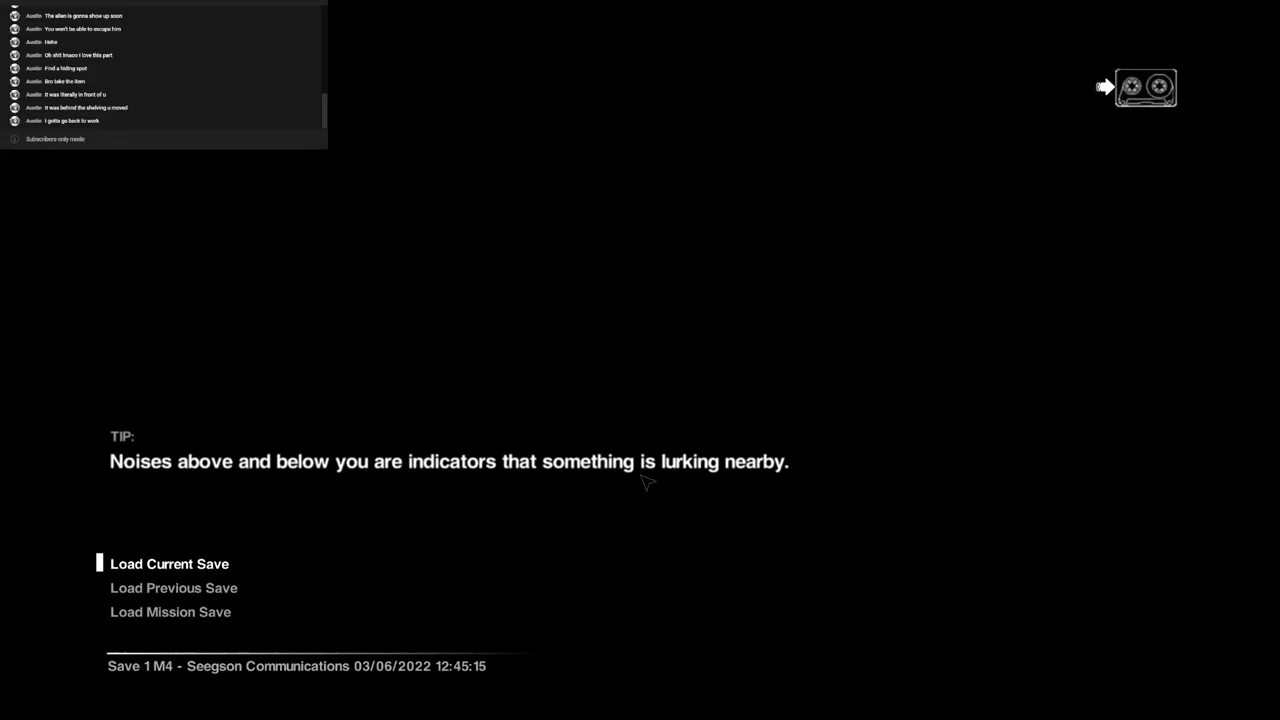 Austin The alien is gonna show up soon
Austin You won't be able to escape him
Austin Hehe
Austin Oh shit lmaoo I love this part
Austin Find a hiding spot
Austin Bro take the item
Austin It was literally in front of u
Austin It was behind the shelving u moved
Austin I gotta go back to work
Subscribers-only mode
TIP:
Noises above and below you are indicators that something is lurking nearby.
Load Current Save
Load Previous Save
Load Mission Save
Save 1 M4 - Seegson Communications 03/06/2022 12:45:15